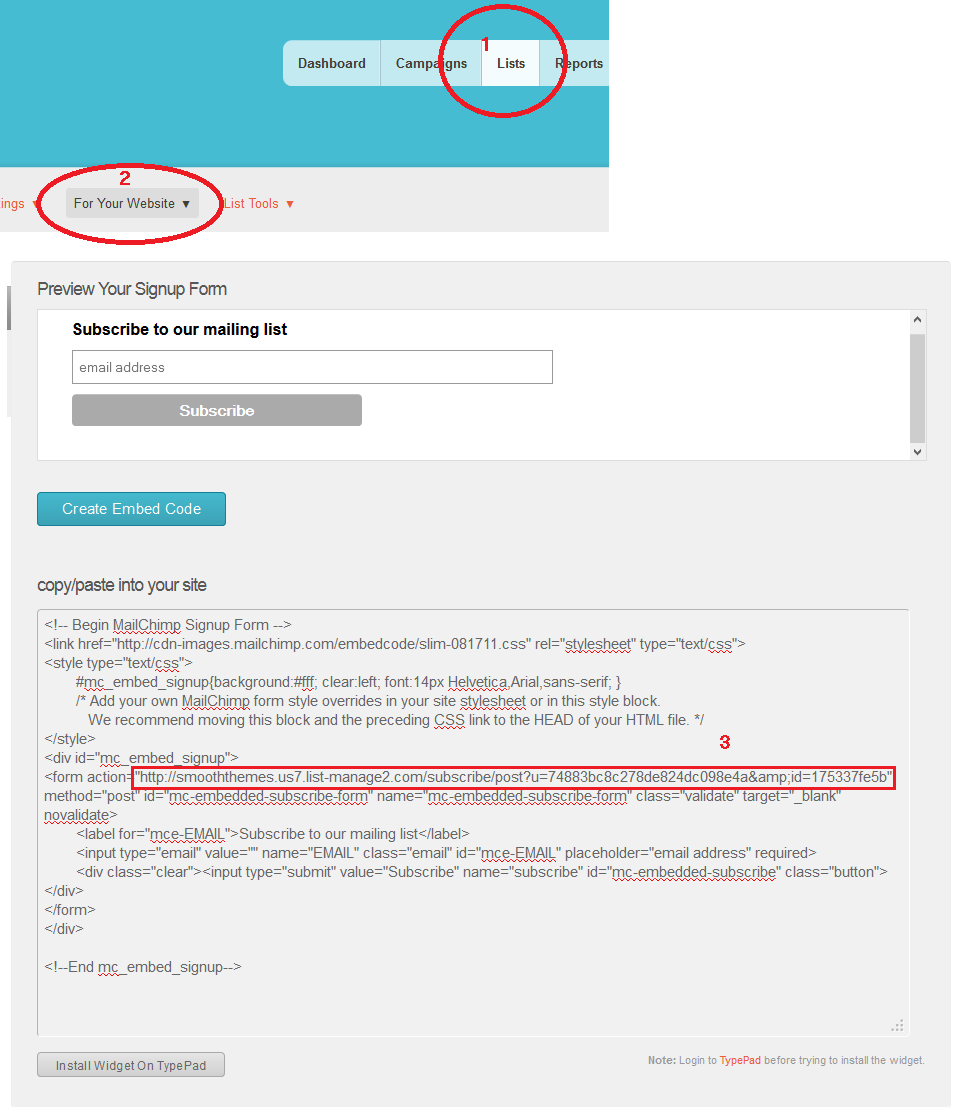 1
Dashboard Campaigns Lists Reports
2
ings ▼ For Your Website ▼ List Tools ▼
Preview Your Signup Form
Subscribe to our mailing list
email address
Subscribe
Create Embed Code
copy/paste into your site
<!-- Begin MailChimp Signup Form -->
<link href="http://cdn-images.mailchimp.com/embedcode/slim-081711.css" rel="stylesheet" type="text/css">
<style type="text/css">
#mc_embed_signup{background:#fff; clear:left; font:14px Helvetica,Arial,sans-serif; }
/* Add your own MailChimp form style overrides in your site stylesheet or in this style block.
We recommend moving this block and the preceding CSS link to the HEAD of your HTML file. */
</style>
3
<div id="mc_embed_signup">
<form action="http://smooththemes.us7.list-manage2.com/subscribe/post?u=74883bc8c278de824dc098e4a&amp;id=175337fe5b"
method="post" id="mc-embedded-subscribe-form" name="mc-embedded-subscribe-form" class="validate" target="_blank"
novalidate>
<label for="mce-EMAIL">Subscribe to our mailing list</label>
<input type="email" value="" name="EMAIL" class="email" id="mce-EMAIL" placeholder="email address" required>
<div class="clear"><input type="submit" value="Subscribe" name="subscribe" id="mc-embedded-subscribe" class="button">
</div>
</form>
</div>
<!--End mc_embed_signup-->
Install Widget On TypePad
Note: Login to TypePad before trying to install the widget.